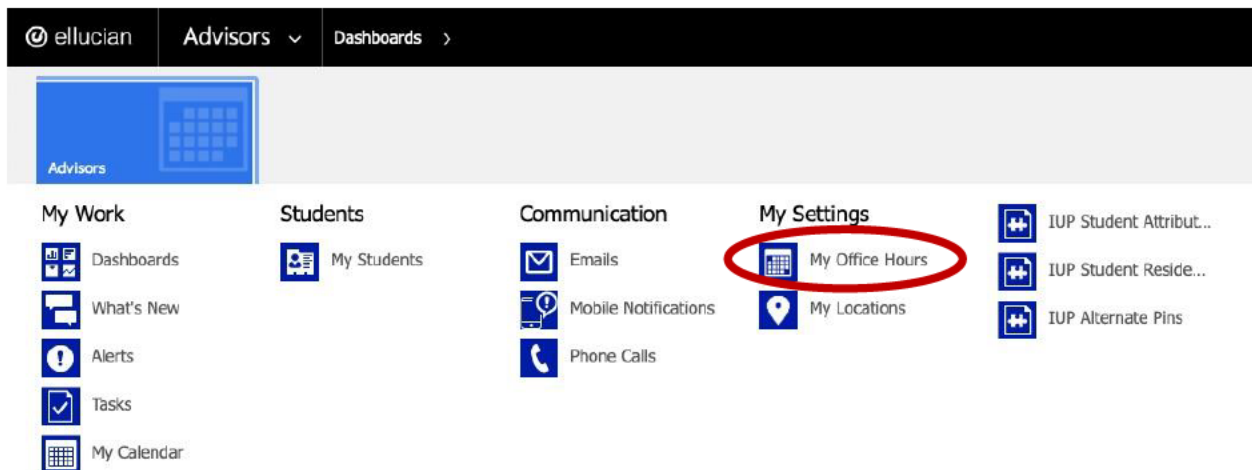 ellucian Advisors Dashboards >
Advisors
My Work
Dashboards
What's New
Alerts
Tasks
My Calendar
Students
My Students
Communication
Emails
Mobile Notifications
Phone Calls
My Settings
My Office Hours
My Locations
IUP Student Attribut...
IUP Student Reside...
IUP Alternate Pins